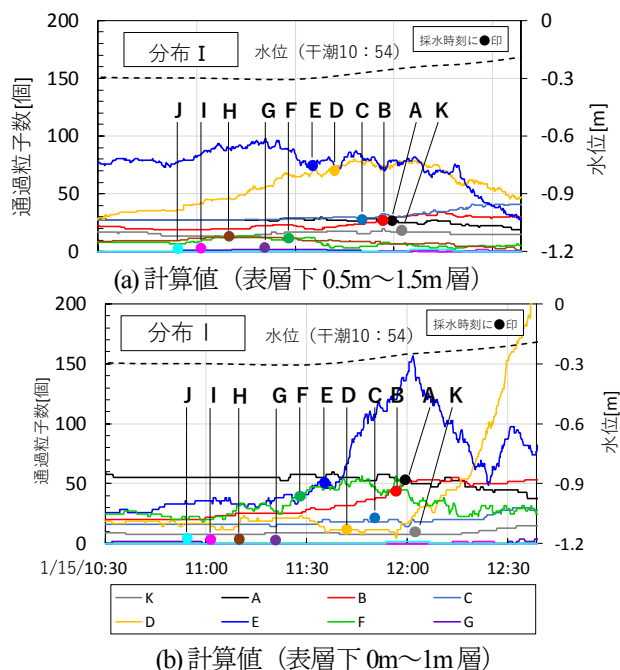 200
分布Ⅰ
水位（干潮10：54）
採水時刻に●印
0
150
-0.3
J I H G F E D C B A K
100
-0.6
50
-0.9
0
-1.2
通過粒子数[個]
水位[m]
(a) 計算値（表層下 0.5m～1.5m 層）
200
分布Ⅰ
水位（干潮10：54）
採水時刻に●印
0
150
-0.3
J I H G F E D C B A K
100
-0.6
50
-0.9
0
-1.2
通過粒子数[個]
水位[m]
1/15/10:30 11:00 11:30 12:00 12:30
K A B C
D E F G
(b) 計算値（表層下 0m～1m 層）